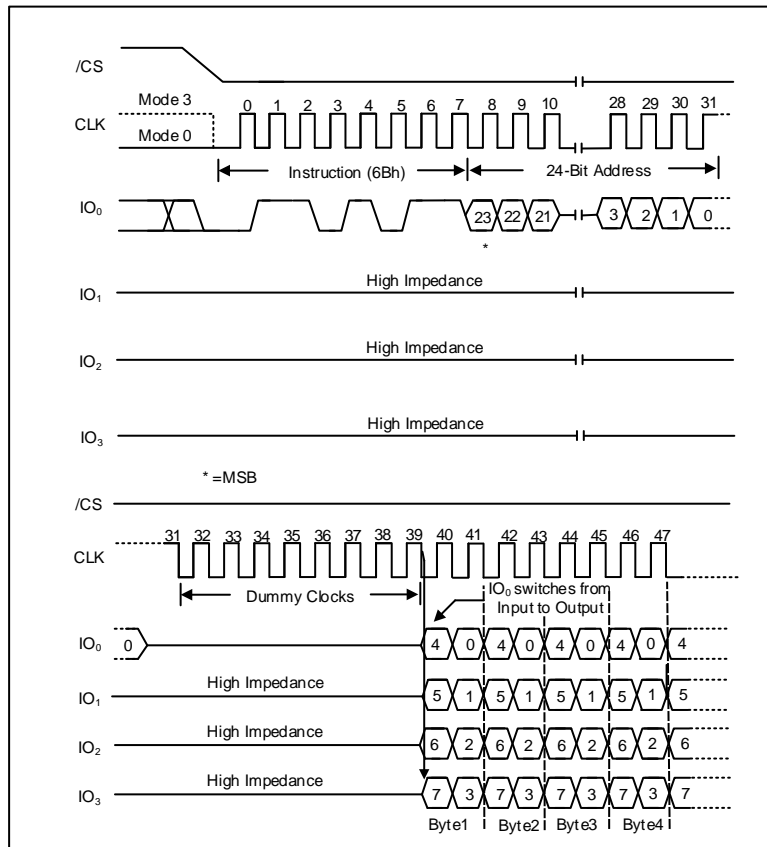 /CS
Mode 3
CLK
Mode 0
0 1 2 3 4 5 6 7 8 9 10 28 29 30 31
Instruction (6Bh) 24-Bit Address
IO₀
23 22 21 3 2 1 0
*
High Impedance
IO₁
High Impedance
IO₂
High Impedance
IO₃
* =MSB
/CS
31 32 33 34 35 36 37 38 39 40 41 42 43 44 45 46 47
CLK
Dummy Clocks
IO₀ switches from
Input to Output
IO₀ 0 4 0 4 0 4 0 4 0 4
High Impedance
IO₁ 5 1 5 1 5 1 5 1 5
High Impedance
IO₂ 6 2 6 2 6 2 6 2 6
High Impedance
IO₃ 7 3 7 3 7 3 7 3 7
Byte1 Byte2 Byte3 Byte4